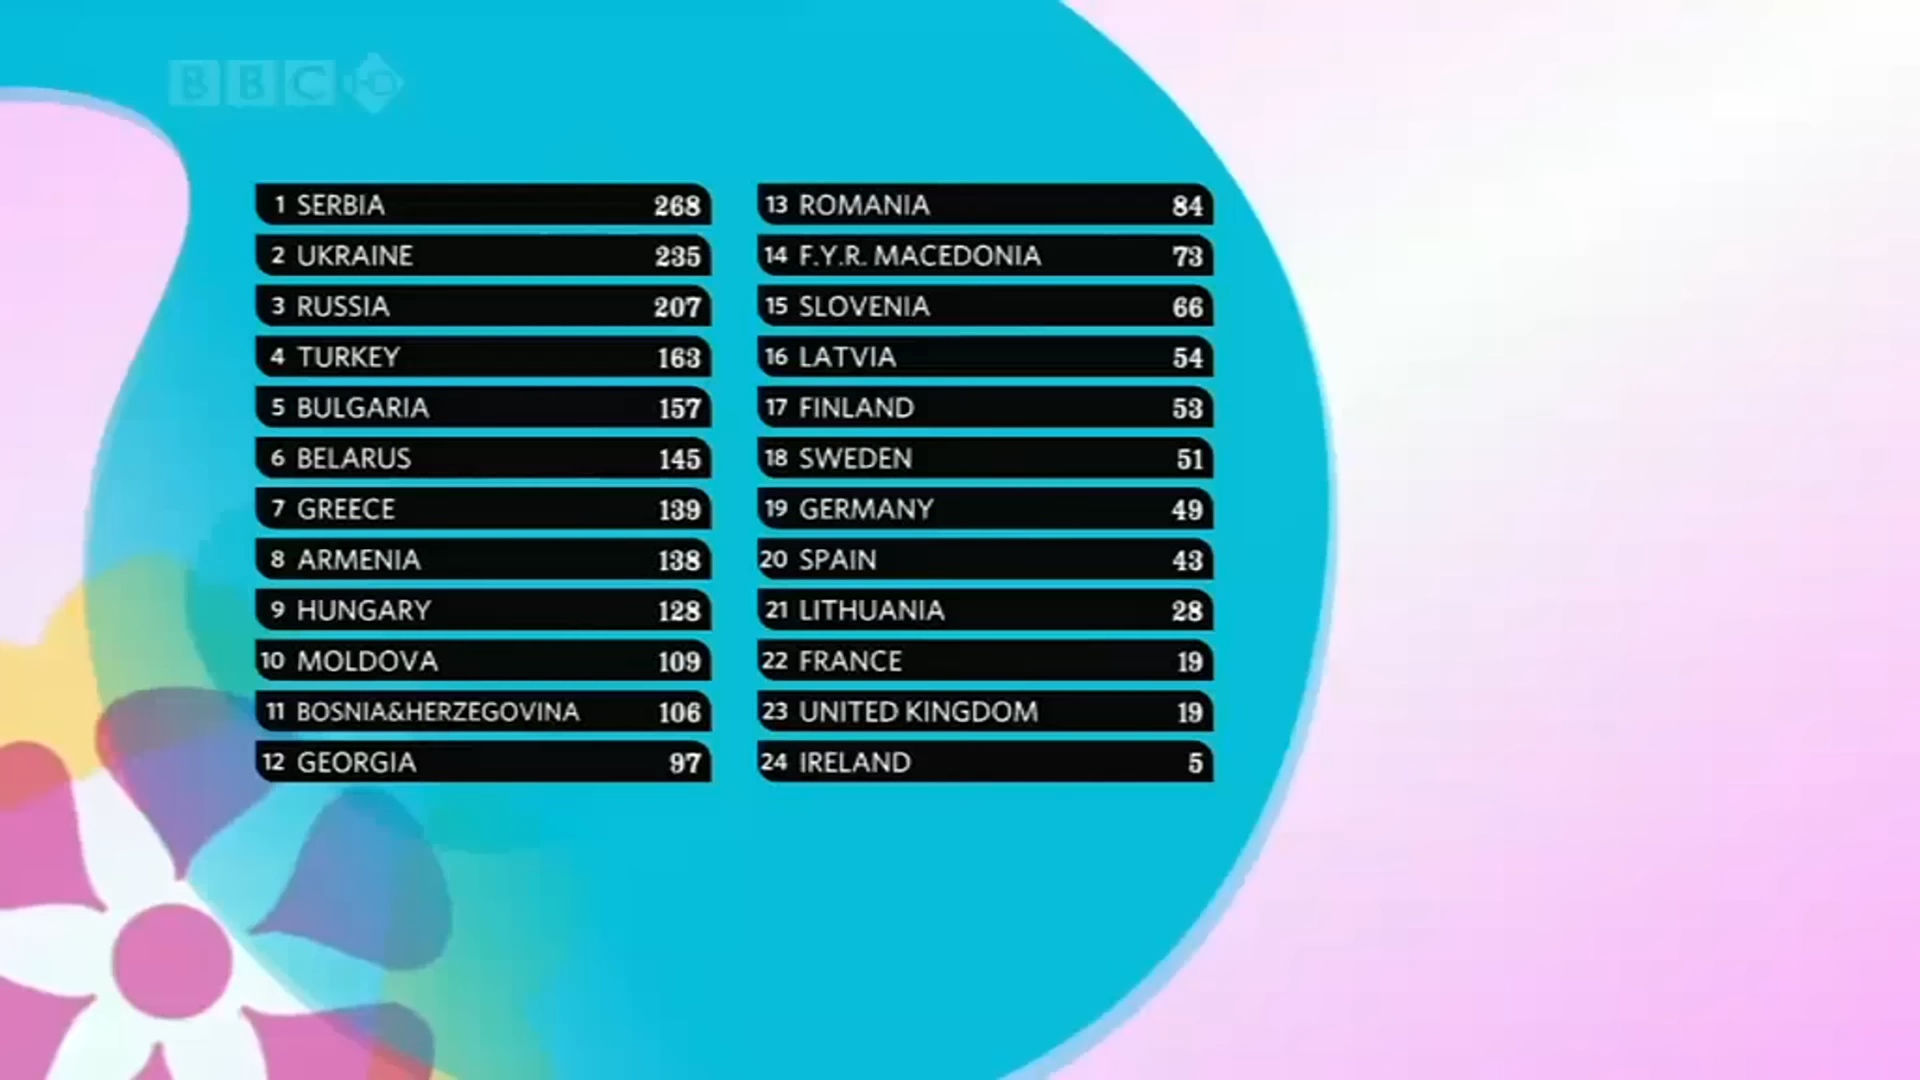 BBC HD
1 SERBIA 268
2 UKRAINE 235
3 RUSSIA 207
4 TURKEY 163
5 BULGARIA 157
6 BELARUS 145
7 GREECE 139
8 ARMENIA 138
9 HUNGARY 128
10 MOLDOVA 109
11 BOSNIA&HERZEGOVINA 106
12 GEORGIA 97
13 ROMANIA 84
14 F.Y.R. MACEDONIA 73
15 SLOVENIA 66
16 LATVIA 54
17 FINLAND 53
18 SWEDEN 51
19 GERMANY 49
20 SPAIN 43
21 LITHUANIA 28
22 FRANCE 19
23 UNITED KINGDOM 19
24 IRELAND 5